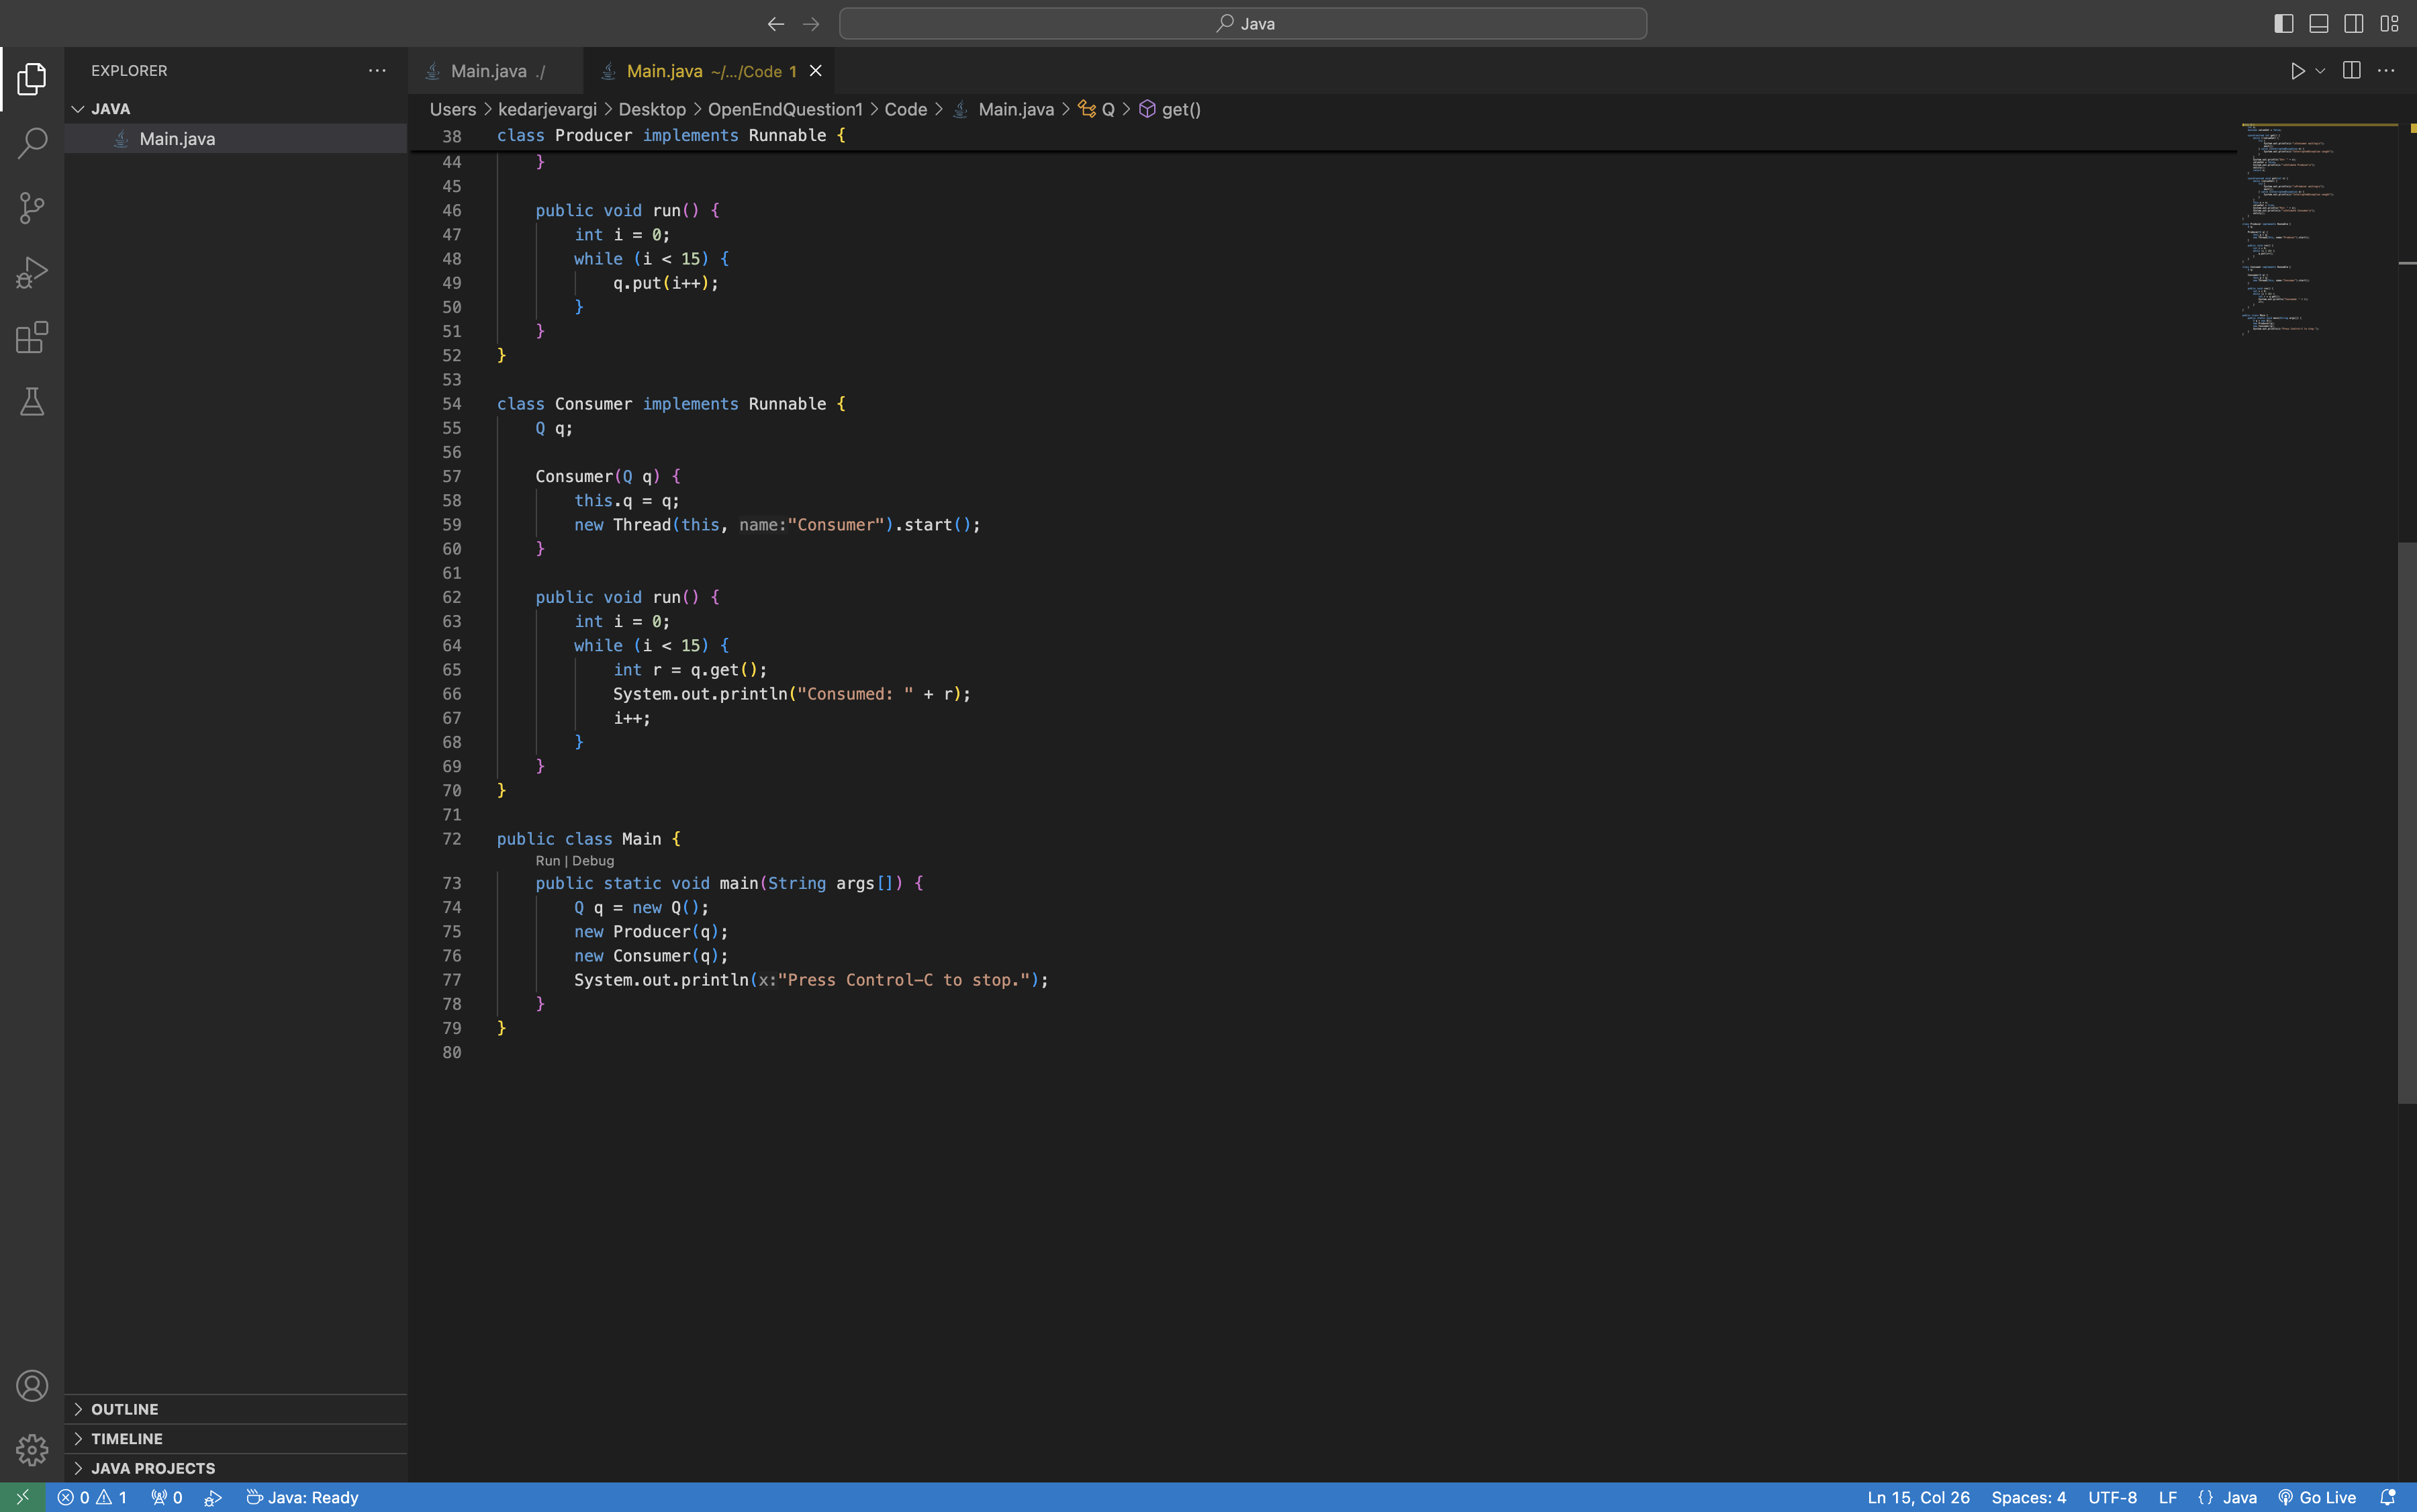 Java
EXPLORER
JAVA
Main.java
Main.java ./
Main.java ~/.../Code 1
Users > kedarjevargi > Desktop > OpenEndQuestion1 > Code > Main.java > Q > get()
38 class Producer implements Runnable {
44 }
45
46 public void run() {
47 int i = 0;
48 while (i < 15) {
49 q.put(i++);
50 }
51 }
52 }
53
54 class Consumer implements Runnable {
55 Q q;
56
57 Consumer(Q q) {
58 this.q = q;
59 new Thread(this, name:"Consumer").start();
60 }
61
62 public void run() {
63 int i = 0;
64 while (i < 15) {
65 int r = q.get();
66 System.out.println("Consumed: " + r);
67 i++;
68 }
69 }
70 }
71
72 public class Main {
Run | Debug
73 public static void main(String args[]) {
74 Q q = new Q();
75 new Producer(q);
76 new Consumer(q);
77 System.out.println(x:"Press Control-C to stop.");
78 }
79 }
80
OUTLINE
TIMELINE
JAVA PROJECTS
0 1 0 Java: Ready
Ln 15, Col 26 Spaces: 4 UTF-8 LF {} Java Go Live